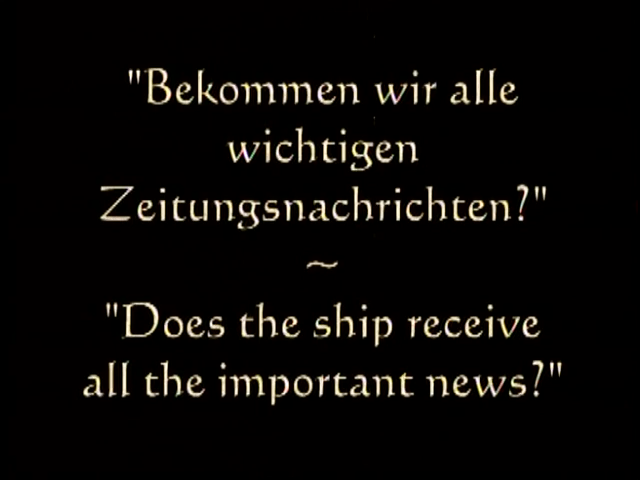 "Bekommen wir alle
wichtigen
Zeitungsnachrichten?"
~
"Does the ship receive
all the important news?"